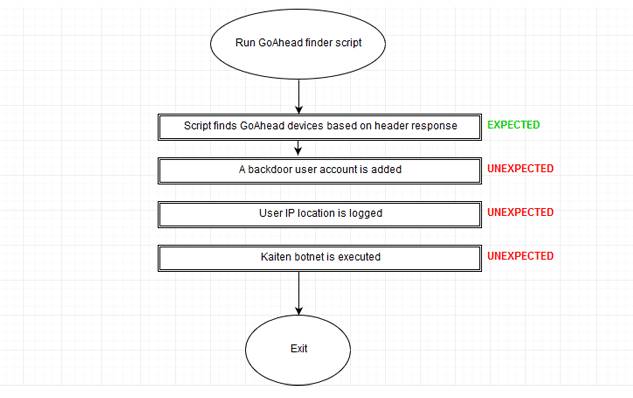 Run GoAhead finder script
Script finds GoAhead devices based on header response EXPECTED
A backdoor user account is added UNEXPECTED
User IP location is logged UNEXPECTED
Kaiten botnet is executed UNEXPECTED
Exit